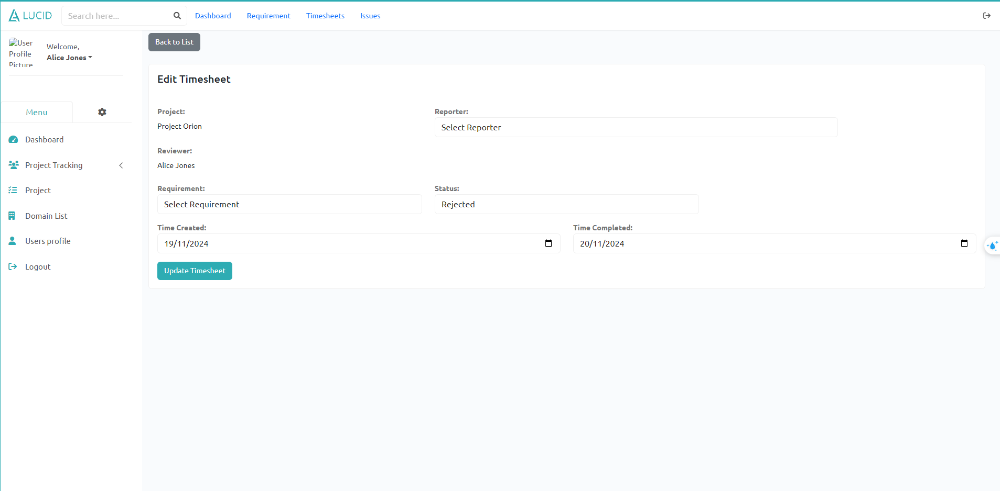 LUCID
Search here...
Dashboard
Requirement
Timesheets
Issues
User
Profile
Picture
Welcome,
Alice Jones
Back to List
Edit Timesheet
Menu
Dashboard
Project Tracking
Project
Domain List
Users profile
Logout
Project:
Project Orion
Reporter:
Select Reporter
Reviewer:
Alice Jones
Requirement:
Select Requirement
Status:
Rejected
Time Created:
19/11/2024
Time Completed:
20/11/2024
Update Timesheet